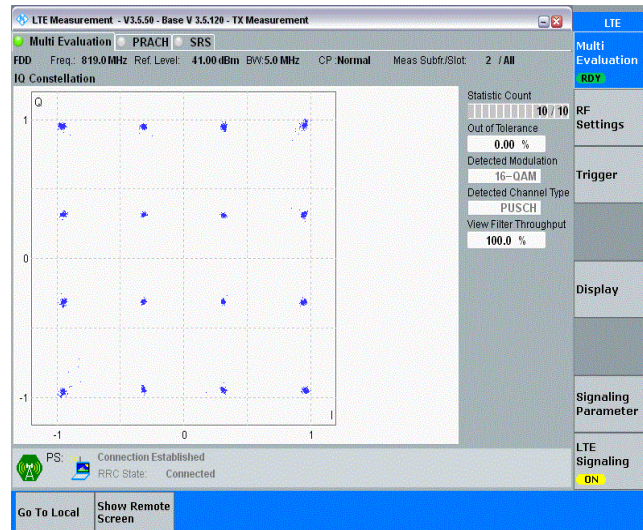 LTE Measurement - V3.5.50 - Base V 3.5.120 - TX Measurement
LTE
Multi Evaluation PRACH SRS
FDD Freq.: 819.0 MHz Ref. Level: 41.00 dBm BW:5.0 MHz CP :Normal Meas Subfr./Slot: 2 / All
IQ Constellation
Q
1
0
-1
-1 0 1
I
Statistic Count
10 / 10
Out of Tolerance
0.00 %
Detected Modulation
16-QAM
Detected Channel Type
PUSCH
View Filter Throughput
100.0 %
Multi
Evaluation
RDY
RF
Settings
Trigger
Display
Signaling
Parameter
LTE
Signaling
ON
PS: Connection Established
RRC State: Connected
Go To Local
Show Remote
Screen